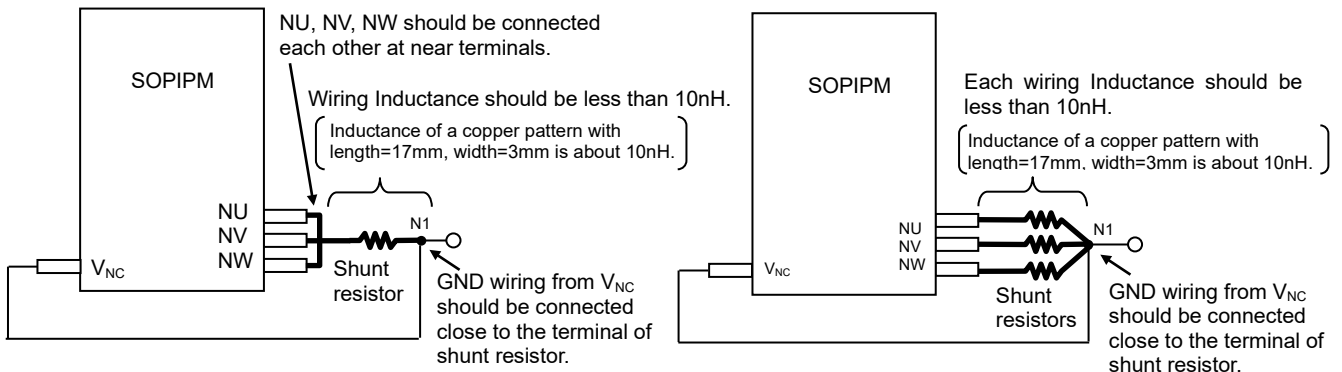 NU, NV, NW should be connected
each other at near terminals.
SOPIPM
Wiring Inductance should be less than 10nH.
Inductance of a copper pattern with
length=17mm, width=3mm is about 10nH.
NU
NV
NW
N1
VNC
Shunt
resistor
GND wiring from VNC
should be connected
close to the terminal of
shunt resistor.
SOPIPM
Each wiring Inductance should be
less than 10nH.
Inductance of a copper pattern with
length=17mm, width=3mm is about 10nH.
NU
NV
NW
N1
VNC
Shunt
resistors
GND wiring from VNC
should be connected
close to the terminal of
shunt resistor.